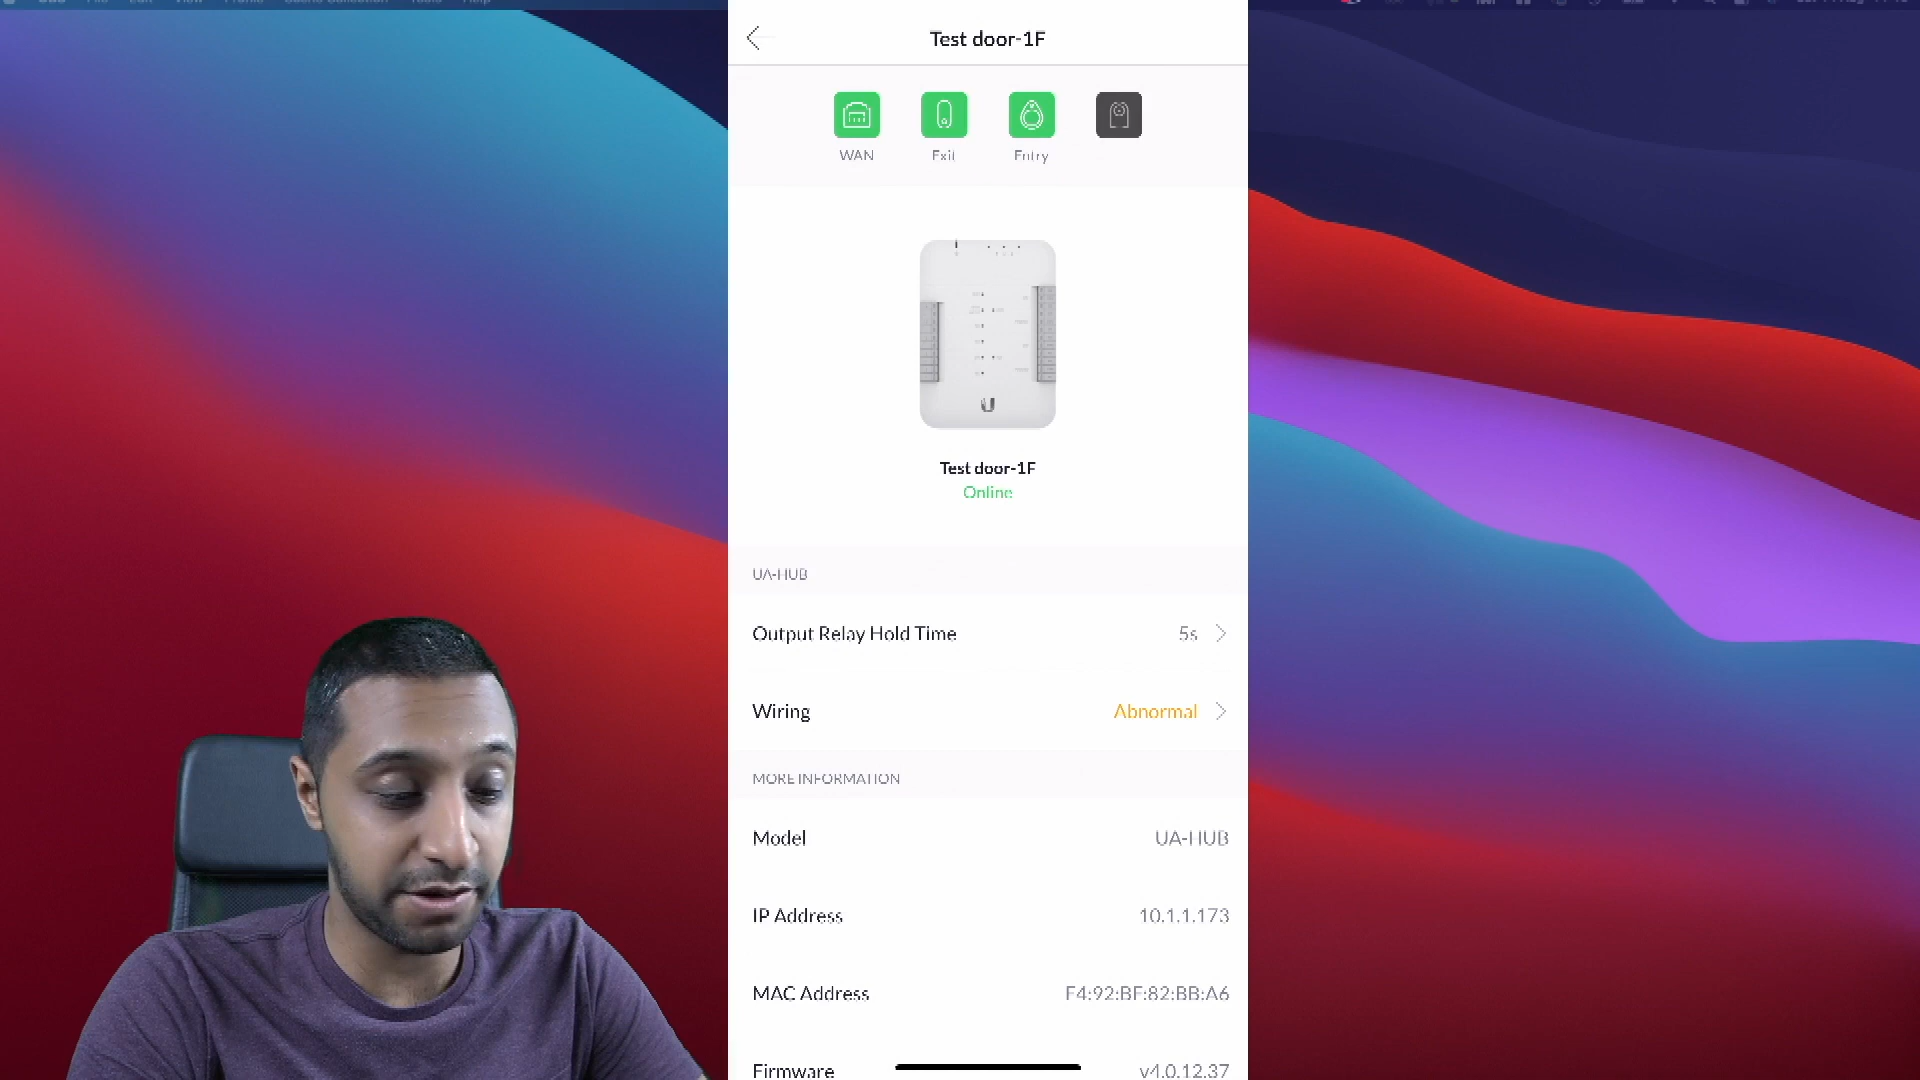 Test door-1F
WAN
Exit
Entry
Test door-1F
Online
UA-HUB
Output Relay Hold Time 5s
Wiring Abnormal
MORE INFORMATION
Model UA-HUB
IP Address 10.1.1.173
MAC Address F4:92:BF:82:BB:A6
Firmware v4.0.12.37